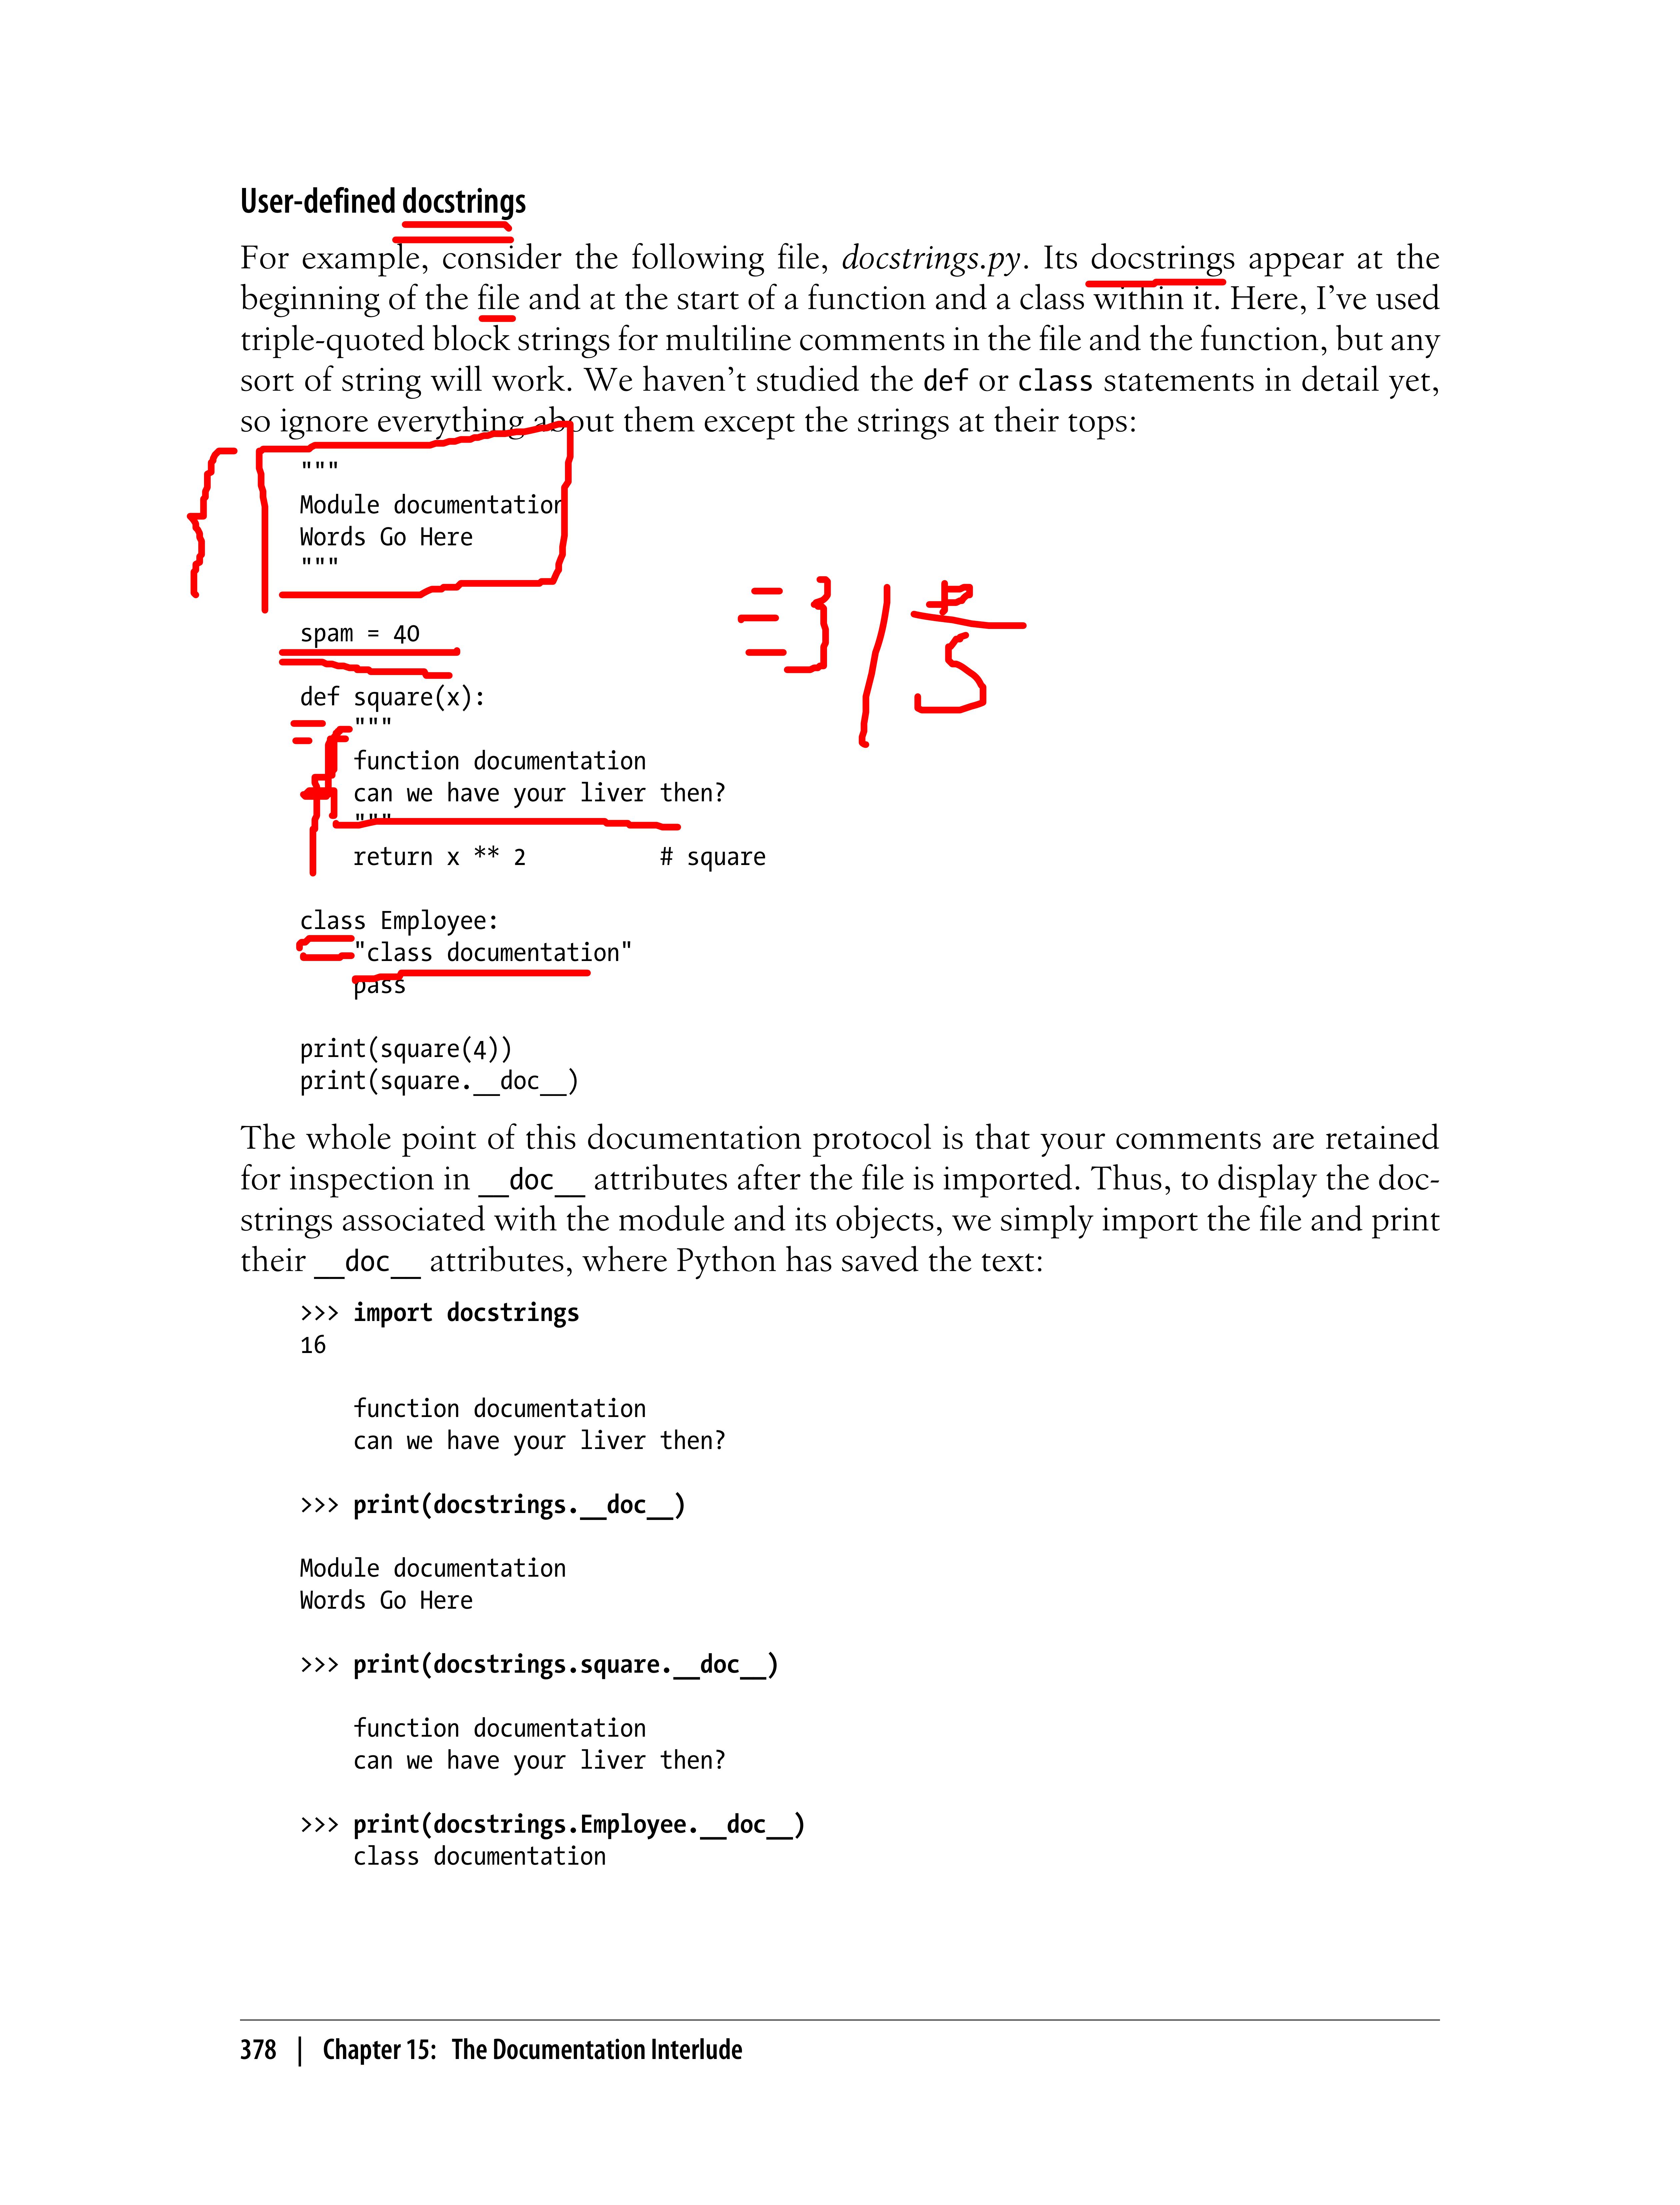 User-defined docstrings
For example, consider the following file, docstrings.py. Its docstrings appear at the
beginning of the file and at the start of a function and a class within it. Here, I’ve used
triple-quoted block strings for multiline comments in the file and the function, but any
sort of string will work. We haven’t studied the def or class statements in detail yet,
so ignore everything about them except the strings at their tops:
"""
Module documentation
Words Go Here
"""
spam = 40
def square(x):
    """
    function documentation
    can we have your liver then?
    """
    return x ** 2          # square
class Employee:
    "class documentation"
    pass
print(square(4))
print(square.__doc__)
The whole point of this documentation protocol is that your comments are retained
for inspection in __doc__ attributes after the file is imported. Thus, to display the doc-
strings associated with the module and its objects, we simply import the file and print
their __doc__ attributes, where Python has saved the text:
>>> import docstrings
16
    function documentation
    can we have your liver then?
>>> print(docstrings.__doc__)
Module documentation
Words Go Here
>>> print(docstrings.square.__doc__)
    function documentation
    can we have your liver then?
>>> print(docstrings.Employee.__doc__)
    class documentation
378 | Chapter 15: The Documentation Interlude